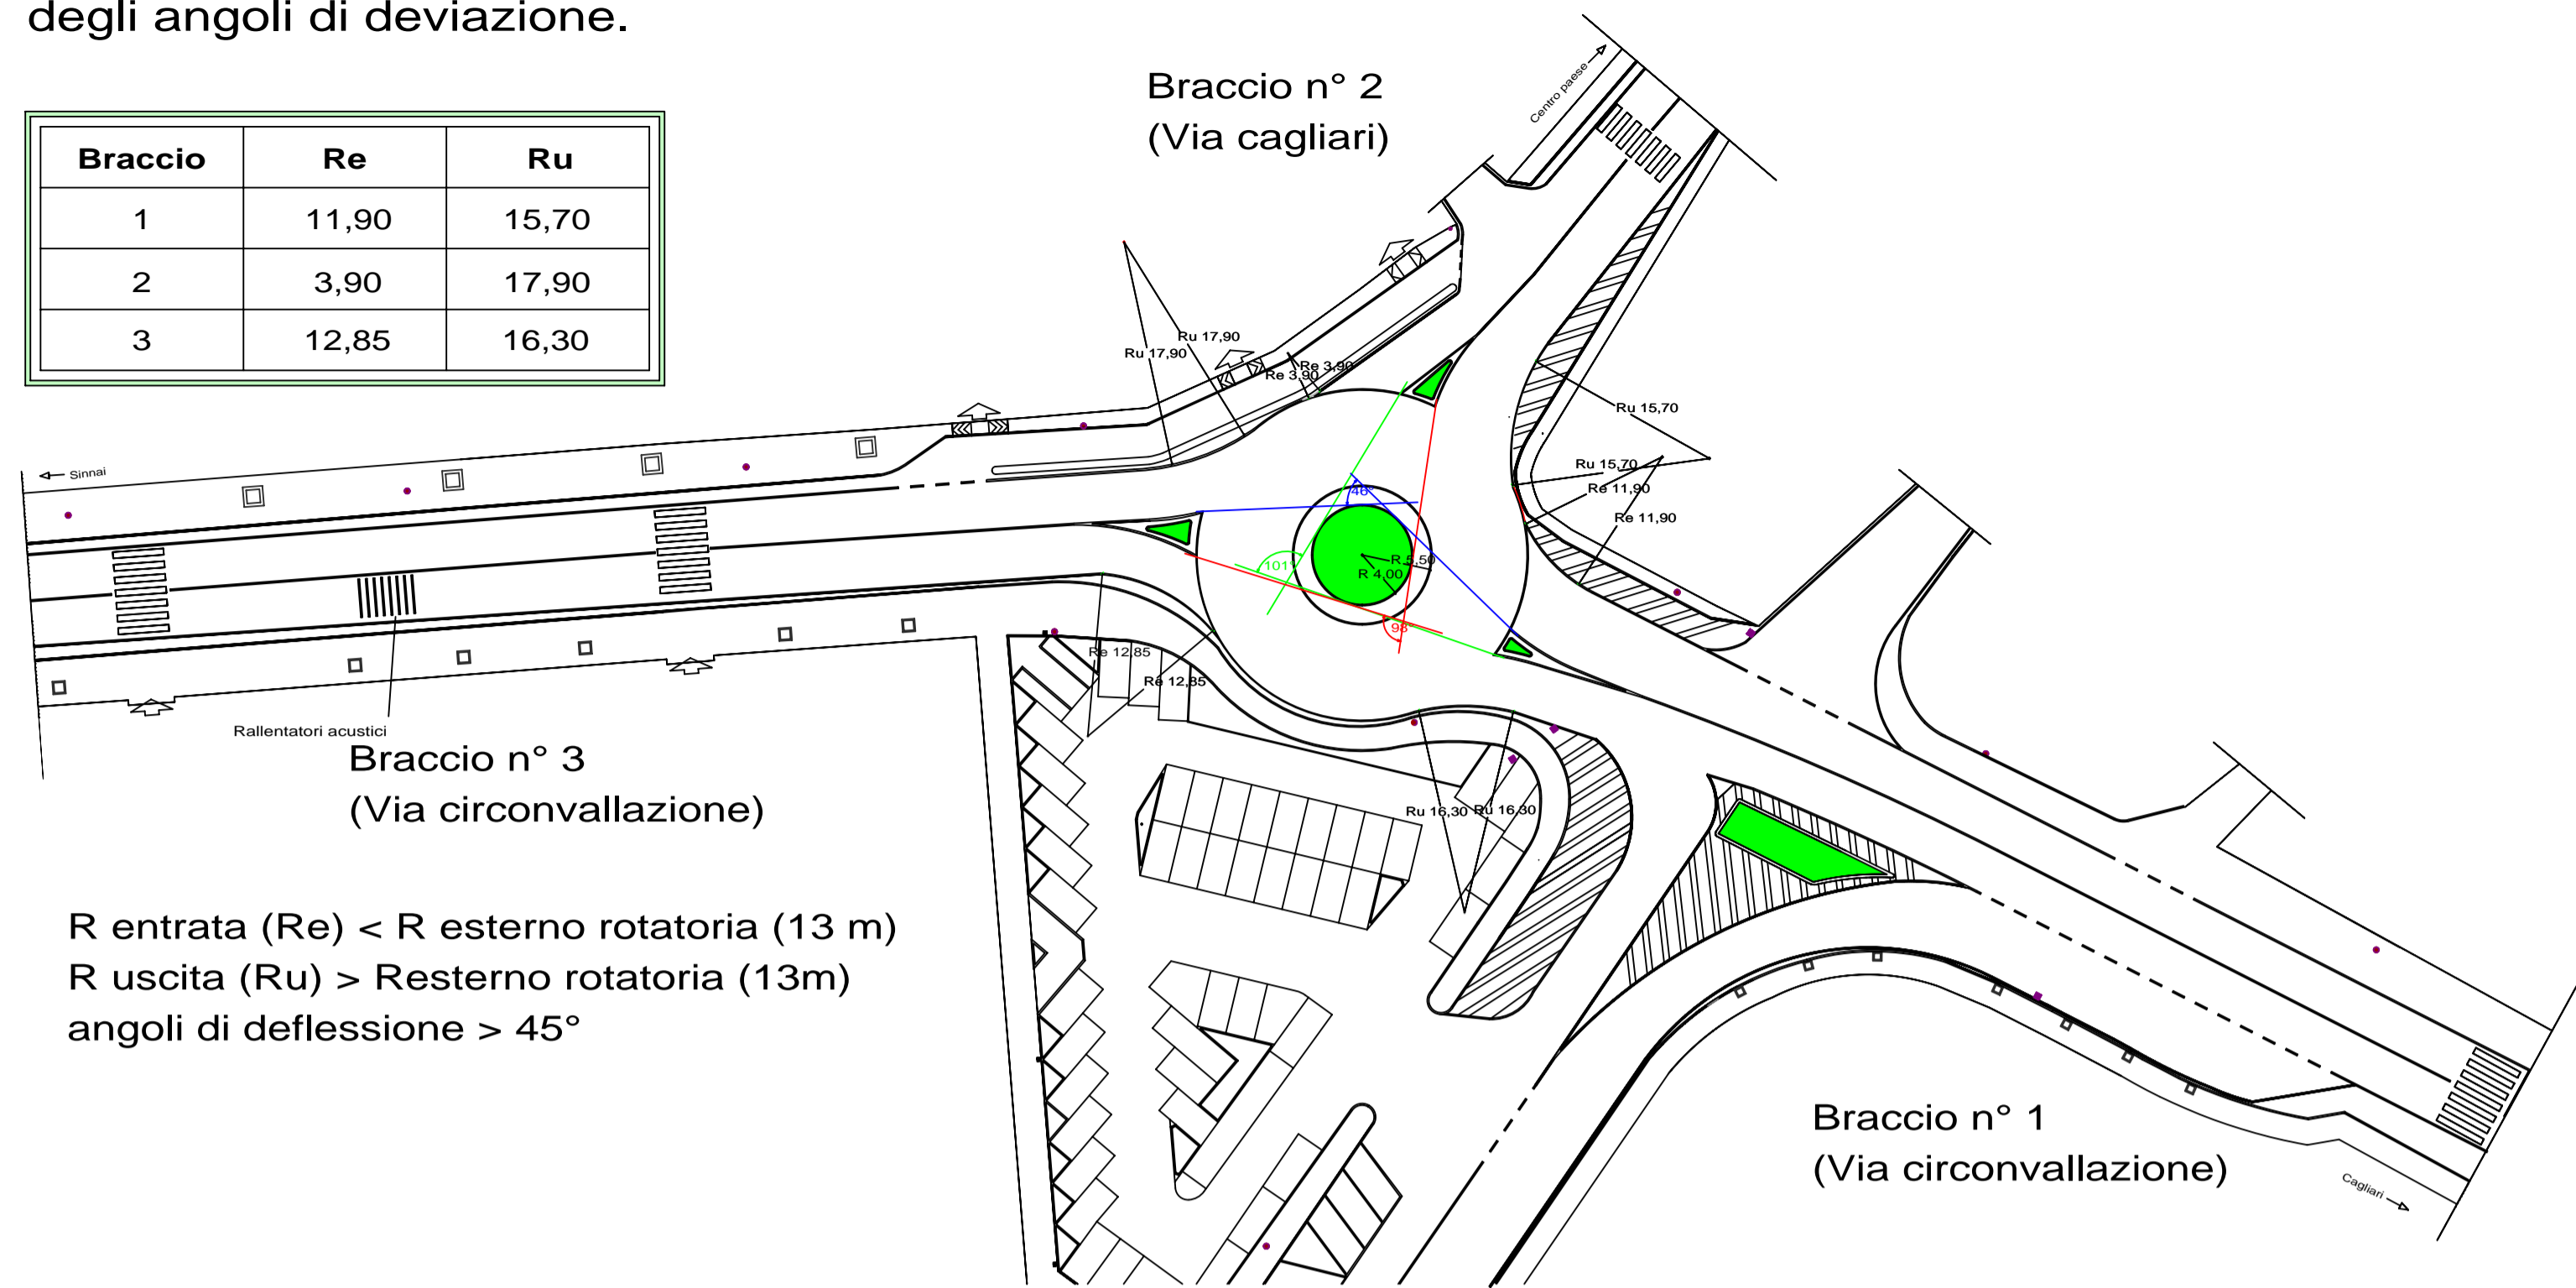 degli angoli di deviazione.
Braccio Re Ru
1 11,90 15,70
2 3,90 17,90
3 12,85 16,30
Braccio n° 2
(Via cagliari)
Centro paese
Ru 17,90
Ru 17,90
Re 3,90
Re 3,90
Ru 15,70
Ru 15,70
Re 11,90
Re 11,90
Sinnai
46°
101°
R 5,50
R 4,00
98°
Re 12,85
Re 12,85
Rallentatori acustici
Braccio n° 3
(Via circonvallazione)
Ru 16,30
Ru 16,30
R entrata (Re) < R esterno rotatoria (13 m)
R uscita (Ru) > Resterno rotatoria (13m)
angoli di deflessione > 45°
Braccio n° 1
(Via circonvallazione)
Cagliari